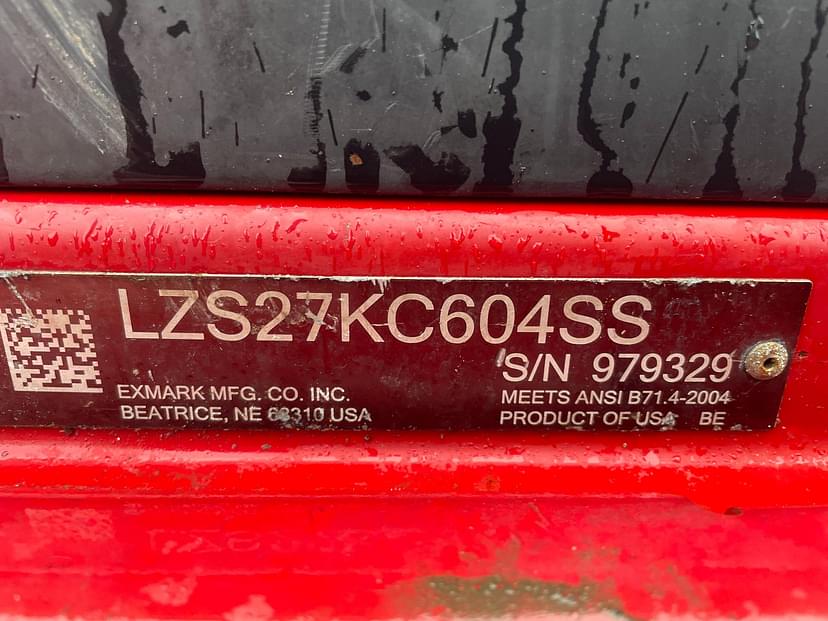 LZS27KC604SS
S/N 979329
EXMARK MFG. CO. INC.
BEATRICE, NE 68310 USA
MEETS ANSI B71.4-2004
PRODUCT OF USA BE